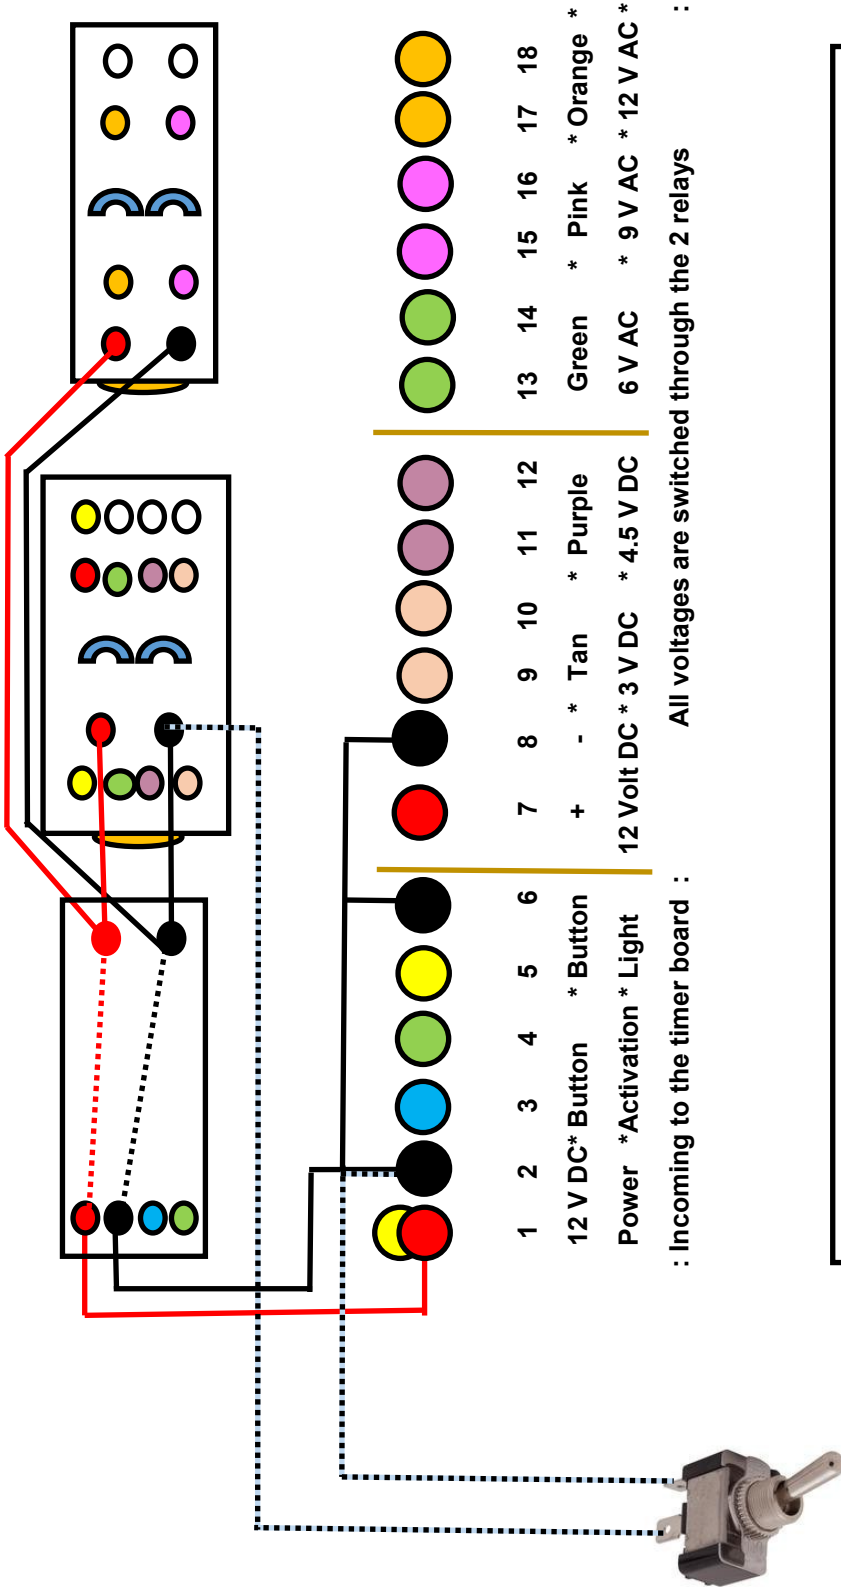 1 2 3 4 5 6 7 8 9 10 11 12 13 14 15 16 17 18
12 V DC* Button * Button + - * Tan * Purple Green * Pink * Orange *
Power *Activation * Light 12 Volt DC * 3 V DC * 4.5 V DC 6 V AC * 9 V AC * 12 V AC *
: Incoming to the timer board : All voltages are switched through the 2 relays :